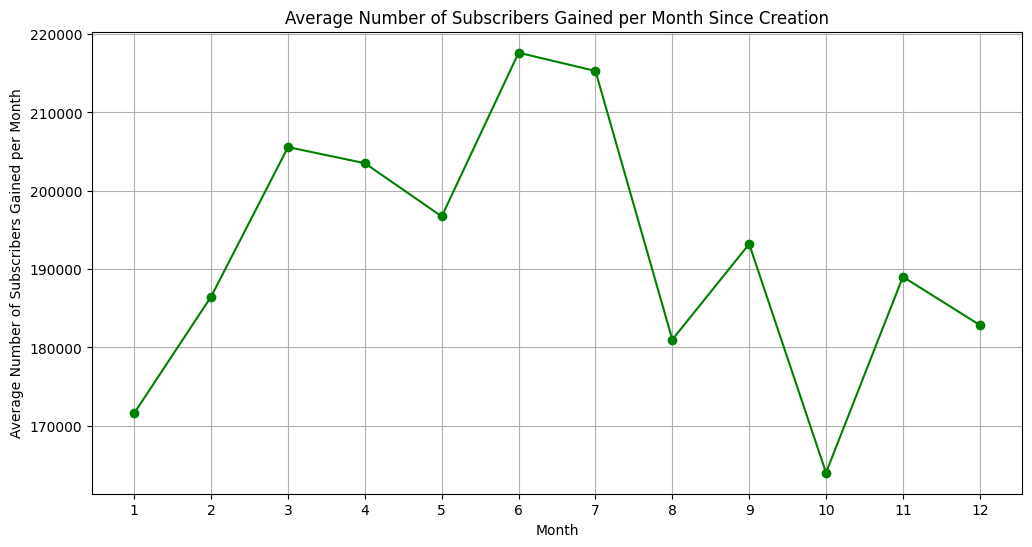 Average Number of Subscribers Gained per Month Since Creation
Average Number of Subscribers Gained per Month
220000
210000
200000
190000
180000
170000
1 2 3 4 5 6 7 8 9 10 11 12
Month